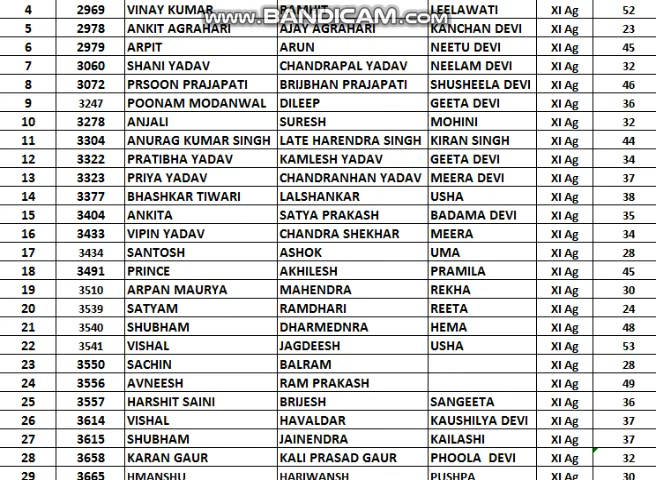 www.BANDICAM.com
4 2969 VINAY KUMAR RAMHIT LEELAWATI XI Ag 52
5 2978 ANKIT AGRAHARI AJAY AGRAHARI KANCHAN DEVI XI Ag 23
6 2979 ARPIT ARUN NEETU DEVI XI Ag 45
7 3060 SHANI YADAV CHANDRAPAL YADAV NEELAM DEVI XI Ag 32
8 3072 PRSOON PRAJAPATI BRIJBHAN PRAJAPATI SHUSHEELA DEVI XI Ag 46
9 3247 POONAM MODANWAL DILEEP GEETA DEVI XI Ag 36
10 3278 ANJALI SURESH MOHINI XI Ag 32
11 3304 ANURAG KUMAR SINGH LATE HARENDRA SINGH KIRAN SINGH XI Ag 44
12 3322 PRATIBHA YADAV KAMLESH YADAV GEETA DEVI XI Ag 34
13 3323 PRIYA YADAV CHANDRANHAN YADAV MEERA DEVI XI Ag 37
14 3377 BHASHKAR TIWARI LALSHANKAR USHA XI Ag 38
15 3404 ANKITA SATYA PRAKASH BADAMA DEVI XI Ag 35
16 3433 VIPIN YADAV CHANDRA SHEKHAR MEERA XI Ag 34
17 3434 SANTOSH ASHOK UMA XI Ag 28
18 3491 PRINCE AKHILESH PRAMILA XI Ag 45
19 3510 ARPAN MAURYA MAHENDRA REKHA XI Ag 30
20 3539 SATYAM RAMDHARI REETA XI Ag 24
21 3540 SHUBHAM DHARMEDNRA HEMA XI Ag 48
22 3541 VISHAL JAGDEESH USHA XI Ag 53
23 3550 SACHIN BALRAM XI Ag 28
24 3556 AVNEESH RAM PRAKASH XI Ag 49
25 3557 HARSHIT SAINI BRIJESH SANGEETA XI Ag 36
26 3614 VISHAL HAVALDAR KAUSHILYA DEVI XI Ag 37
27 3615 SHUBHAM JAINENDRA KAILASHI XI Ag 37
28 3658 KARAN GAUR KALI PRASAD GAUR PHOOLA DEVI XI Ag 32
29 3665 HMANSHU HARIWANSH PUSHPA XI Ag 30